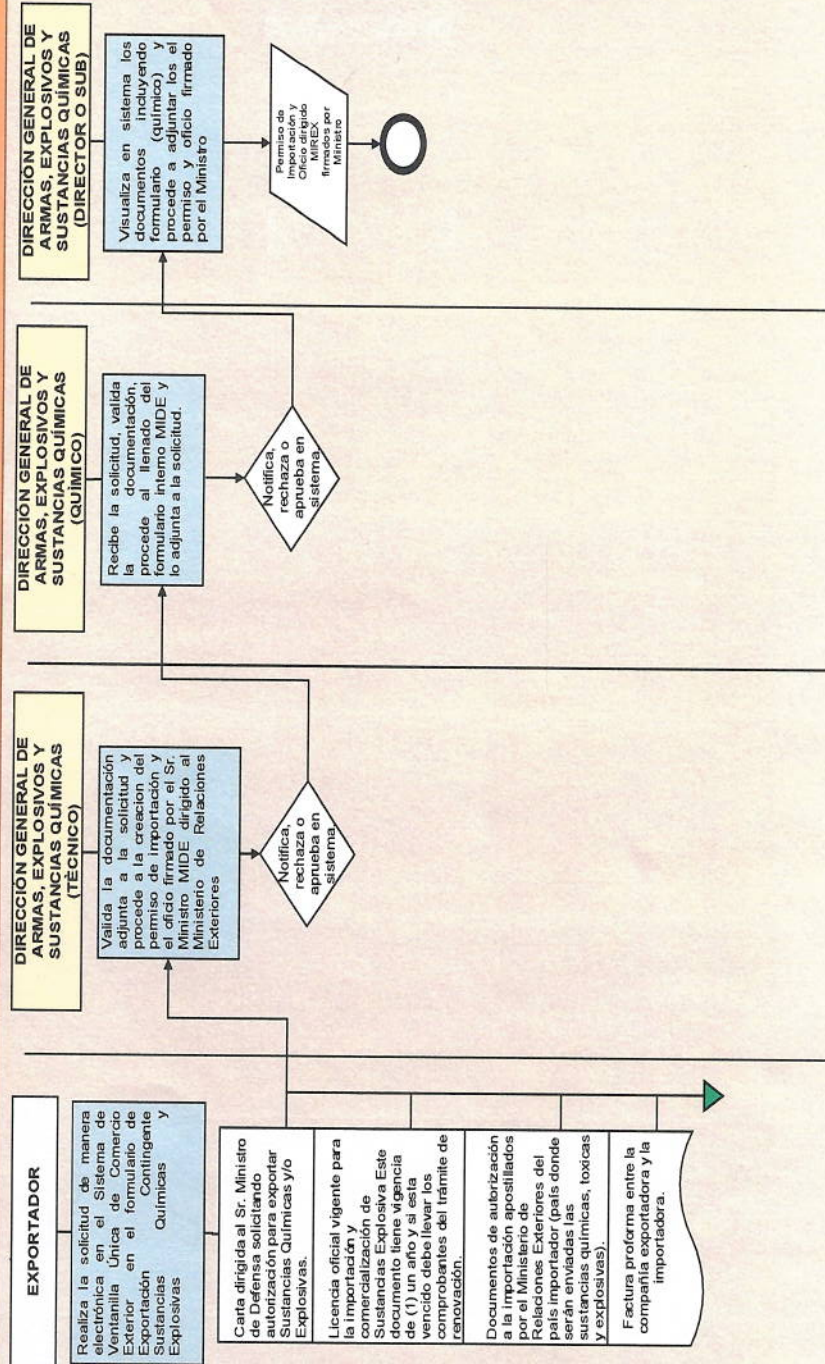 EXPORTADOR
Realiza la solicitud de manera
electrónica en el Sistema de
Ventanilla Única de Comercio
Exterior en el formulario de
Exportación Contingente
Sustancias Químicas y
Explosivas
Carta dirigida al Sr. Ministro
de Defensa solicitando
autorización para exportar
Sustancias Químicas y/o
Explosivas.
Licencia oficial vigente para
la importación y
comercialización de
Sustancias Explosiva Este
documento tiene vigencia
de (1) un año y si esta
vencido debe llevar los
comprobantes del trámite de
renovación.
Documentos de autorización
a la importación apostillados
por el Ministerio de
Relaciones Exteriores del
país importador (país donde
serán enviadas las
sustancias químicas, toxicas
y explosivas).
Factura proforma entre la
compañía exportadora y la
importadora.
DIRECCIÓN GENERAL DE
ARMAS, EXPLOSIVOS Y
SUSTANCIAS QUÍMICAS
(TÈCNICO)
Valida la documentación
adjunta a la solicitud y
procede a la creacion del
permiso de importación y
el oficio firmado por el Sr.
Ministro MIDE dirigido al
Ministerio de Relaciones
Exteriores
Notifica,
rechaza o
aprueba en
sistema,
DIRECCIÓN GENERAL DE
ARMAS, EXPLOSIVOS Y
SUSTANCIAS QUÍMICAS
(QUÍMICO)
Recibe la solicitud, valida
la documentación,
procede al llenado del
formulario interno MIDE y
lo adjunta a la solicitud.
Notifica,
rechaza o
aprueba en
sistema,
DIRECCIÓN GENERAL DE
ARMAS, EXPLOSIVOS Y
SUSTANCIAS QUÍMICAS
(DIRECTOR O SUB)
Visualiza en sistema los
documentos incluyendo
formulario (químico) y
procede a adjuntar los el
permiso y oficio firmado
por el Ministro
Permiso de
Importación y
Oficio dirigido
MIREX
firmados por
Ministro